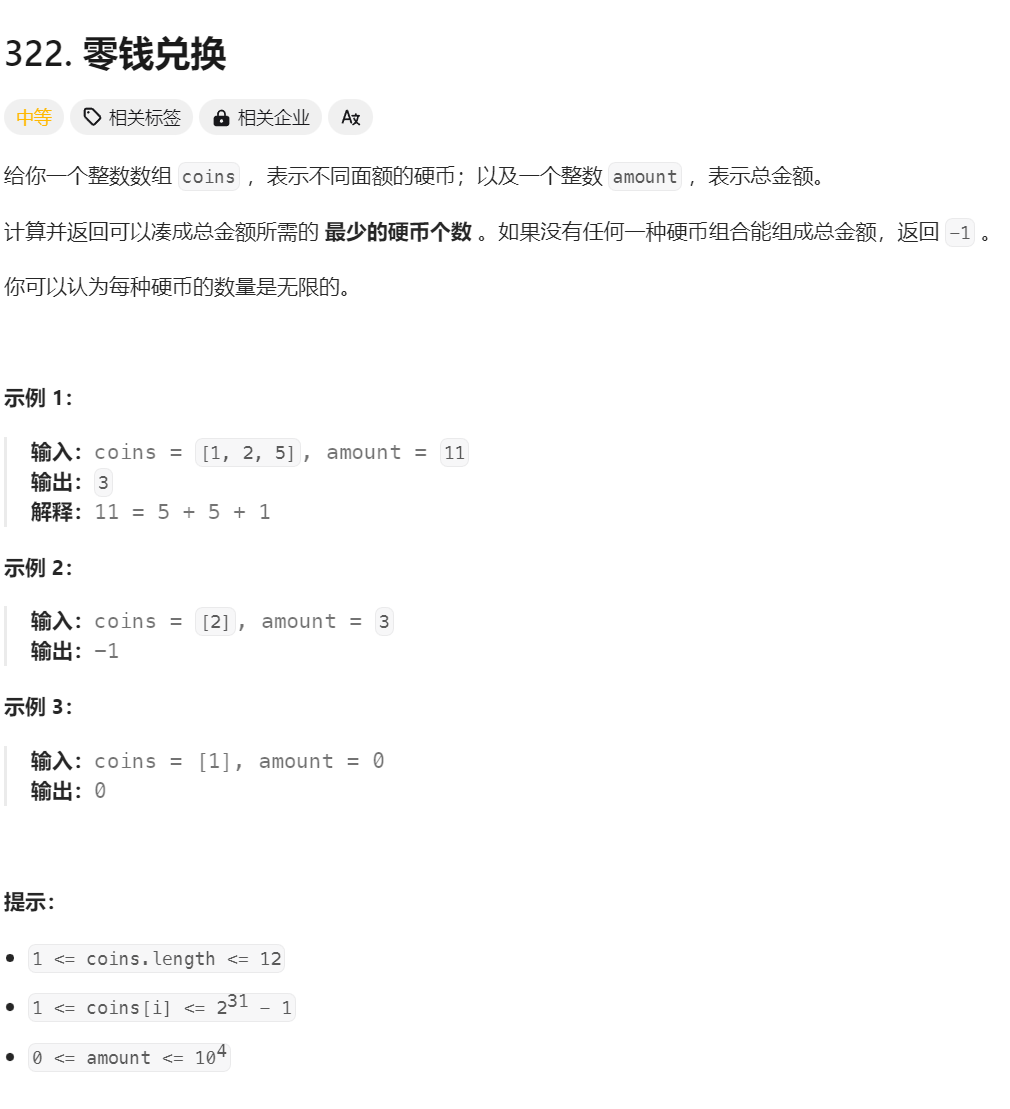 322. 零钱兑换
中等 相关标签 相关企业 Ax
给你一个整数数组 coins ，表示不同面额的硬币；以及一个整数 amount ，表示总金额。
计算并返回可以凑成总金额所需的 最少的硬币个数 。如果没有任何一种硬币组合能组成总金额，返回 -1 。
你可以认为每种硬币的数量是无限的。
示例 1：
输入：coins = [1, 2, 5], amount = 11
输出：3
解释：11 = 5 + 5 + 1
示例 2：
输入：coins = [2], amount = 3
输出：-1
示例 3：
输入：coins = [1], amount = 0
输出：0
提示：
1 <= coins.length <= 12
1 <= coins[i] <= 2^31 - 1
0 <= amount <= 10^4